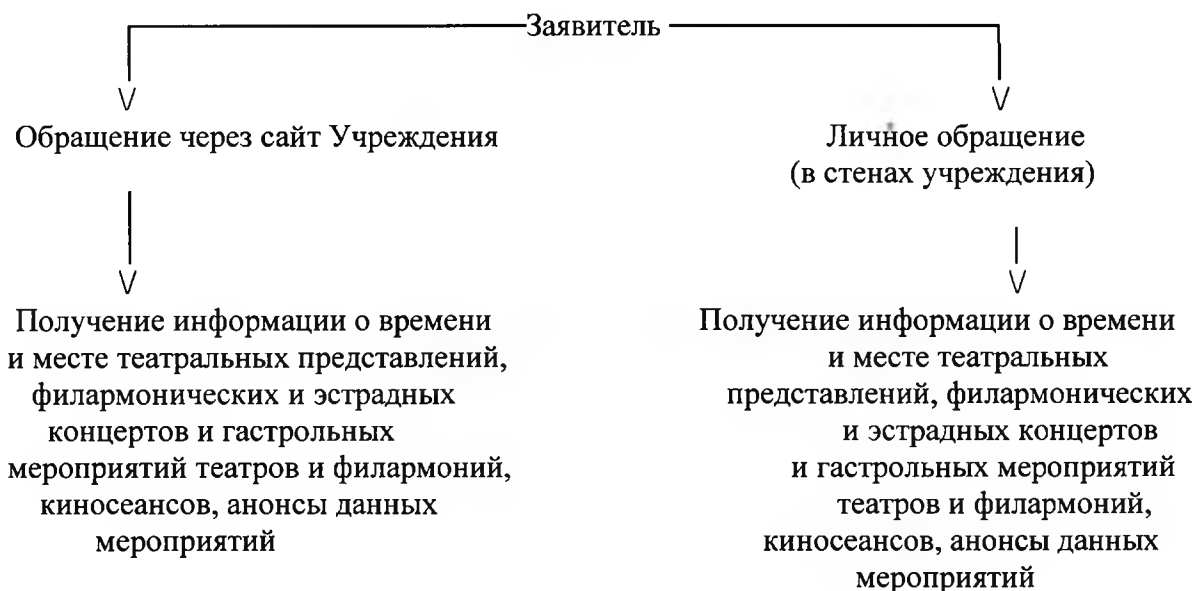 Заявитель
Обращение через сайт Учреждения
Личное обращение
(в стенах учреждения)
Получение информации о времени
и месте театральных представлений,
филармонических и эстрадных
концертов и гастрольных
мероприятий театров и филармоний,
киносеансов, анонсы данных
мероприятий
Получение информации о времени
и месте театральных
представлений, филармонических
и эстрадных концертов
и гастрольных мероприятий
театров и филармоний,
киносеансов, анонсы данных
мероприятий